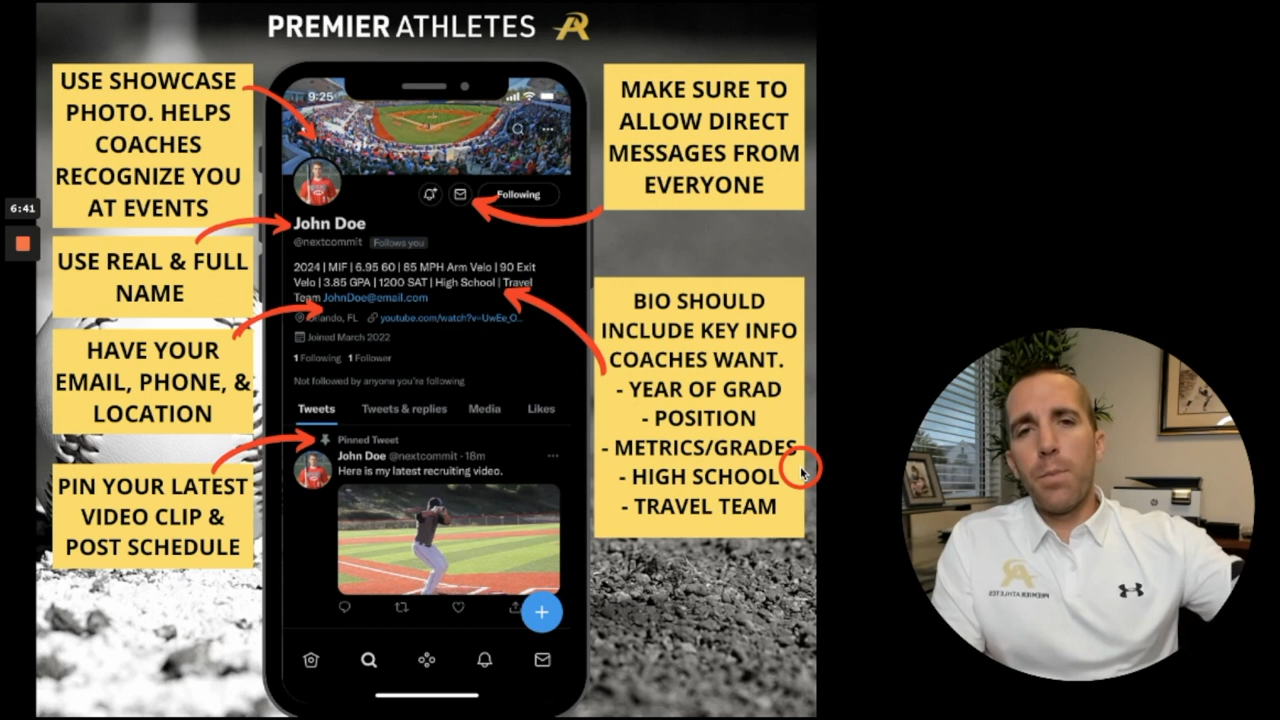 PREMIER ATHLETES
USE SHOWCASE
PHOTO. HELPS
COACHES
RECOGNIZE YOU
AT EVENTS
USE REAL & FULL
NAME
HAVE YOUR
EMAIL, PHONE, &
LOCATION
PIN YOUR LATEST
VIDEO CLIP &
POST SCHEDULE
6:41
9:25
Following
John Doe
@nextcommit Follows you
2024 | MIF | 6.95 60 | 85 MPH Arm Velo | 90 Exit
Velo | 3.85 GPA | 1200 SAT | High School | Travel
Team JohnDoe@email.com
FL youtube.com/watch?v=UwEe_O...
Joined March 2022
1 Following 1 Follower
Not followed by anyone you're following
Tweets Tweets & replies Media Likes
Pinned Tweet
John Doe @nextcommit · 18m
Here is my latest recruiting video.
MAKE SURE TO
ALLOW DIRECT
MESSAGES FROM
EVERYONE
BIO SHOULD
INCLUDE KEY INFO
COACHES WANT.
- YEAR OF GRAD
- POSITION
- METRICS/GRADES
- HIGH SCHOOL
- TRAVEL TEAM
PREMIER ATHLETES